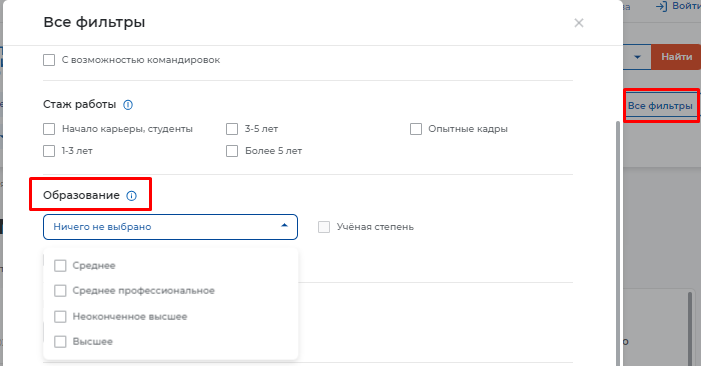 Все фильтры
Войти
С возможностью командировок
Найти
Стаж работы
Все фильтры
Начало карьеры, студенты
3-5 лет
Опытные кадры
1-3 лет
Более 5 лет
Образование
Ничего не выбрано
Учёная степень
Среднее
Среднее профессиональное
Неоконченное высшее
Высшее